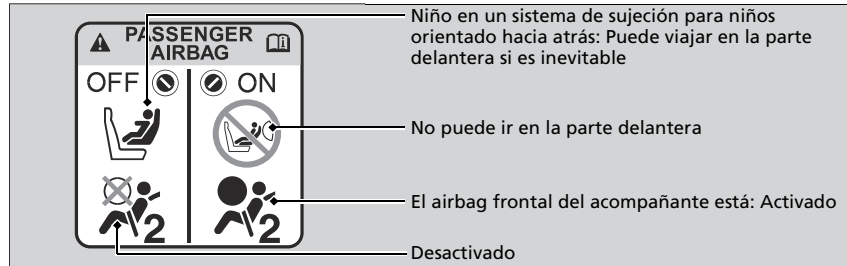 PASSENGER
AIRBAG
OFF ON
2 2
Niño en un sistema de sujeción para niños
orientado hacia atrás: Puede viajar en la parte
delantera si es inevitable
No puede ir en la parte delantera
El airbag frontal del acompañante está: Activado
Desactivado